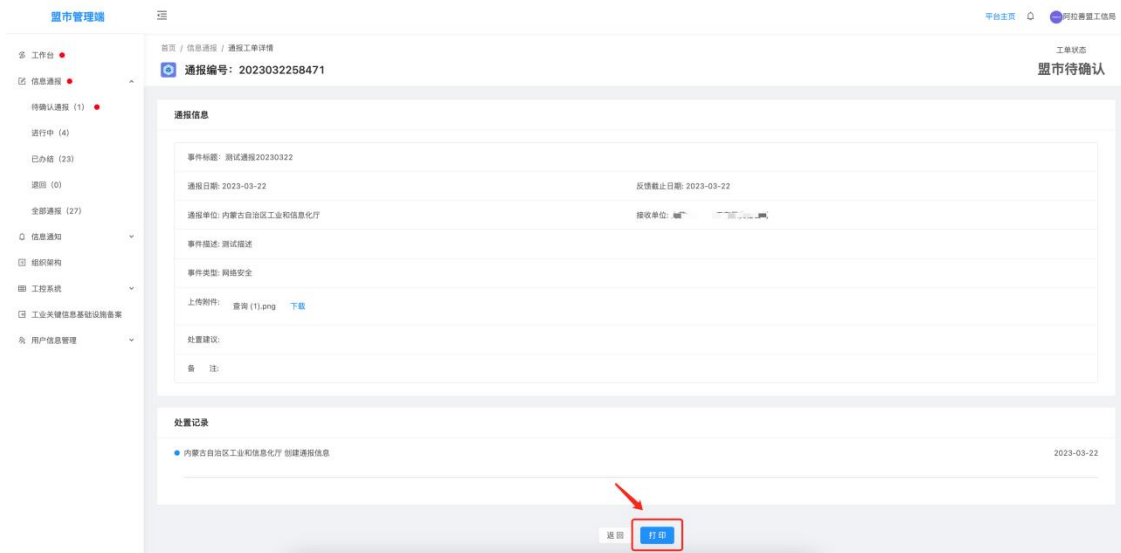 盟市管理端
平台主页
阿拉善盟工信局
工作台
信息通报
待确认通报 (1)
进行中 (4)
已办结 (23)
退回 (0)
全部通报 (27)
信息通知
组织架构
工控系统
工业关键信息基础设施备案
用户信息管理
首页 / 信息通报 / 通报工单详情
通报编号：2023032258471
工单状态
盟市待确认
通报信息
事件标题：测试通报20230322
通报日期: 2023-03-22
反馈截止日期: 2023-03-22
通报单位: 内蒙古自治区工业和信息化厅
接收单位:
事件描述: 测试描述
事件类型: 网络安全
上传附件: 查询 (1).png 下载
处置建议:
备 注:
处置记录
内蒙古自治区工业和信息化厅 创建通报信息
2023-03-22
返回
打印